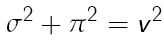 σ² + π² = v²